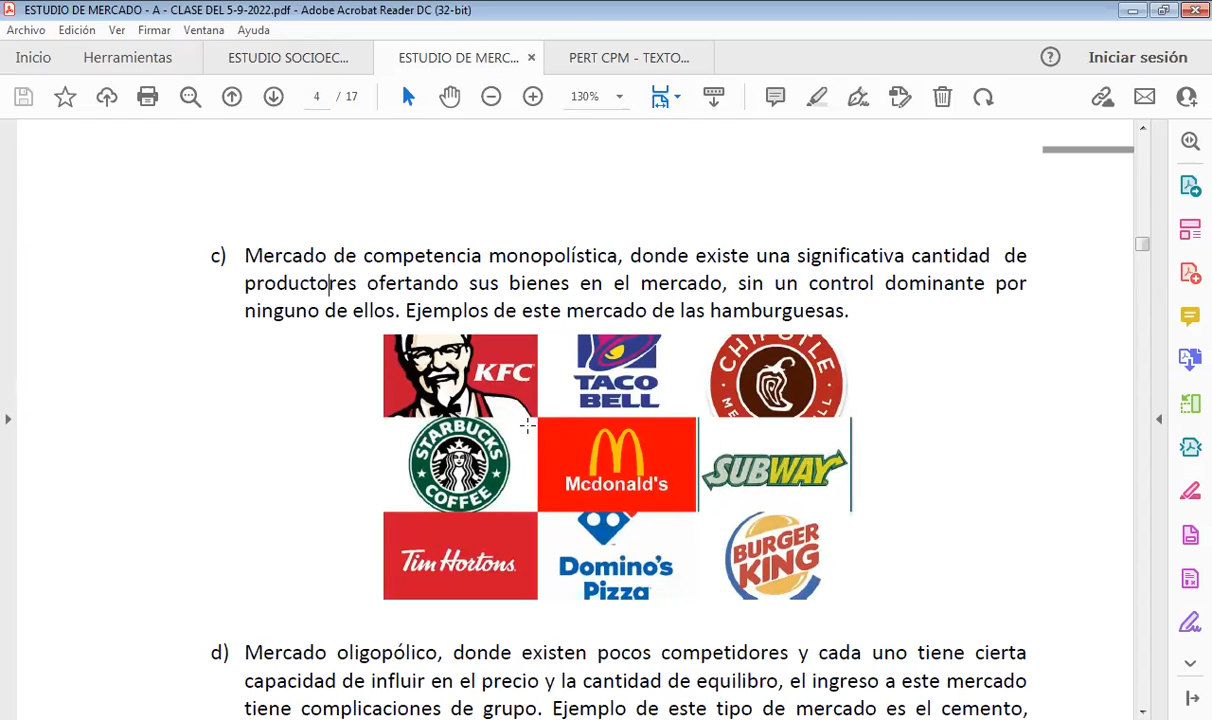 ESTUDIO DE MERCADO - A - CLASE DEL 5-9-2022.pdf - Adobe Acrobat Reader DC (32-bit)
Archivo Edición Ver Firmar Ventana Ayuda
Inicio Herramientas ESTUDIO SOCIOEC... ESTUDIO DE MERC... × PERT CPM - TEXTO... ? Iniciar sesión
4 / 17 130%
c) Mercado de competencia monopolística, donde existe una significativa cantidad de
productores ofertando sus bienes en el mercado, sin un control dominante por
ninguno de ellos. Ejemplos de este mercado de las hamburguesas.
KFC
TACO
BELL
CHIPOTLE
STARBUCKS
COFFEE
Mcdonald's
SUBWAY
Tim Hortons.
Domino's
Pizza
BURGER
KING
d) Mercado oligopólico, donde existen pocos competidores y cada uno tiene cierta
capacidad de influir en el precio y la cantidad de equilibro, el ingreso a este mercado
tiene complicaciones de grupo. Ejemplo de este tipo de mercado es el cemento,